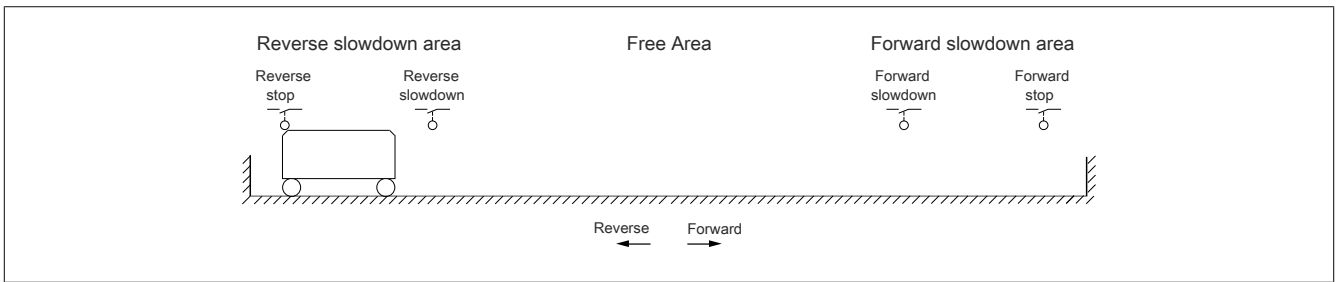 Reverse slowdown area
Free Area
Forward slowdown area
Reverse
stop
Reverse
slowdown
Forward
slowdown
Forward
stop
Reverse
Forward